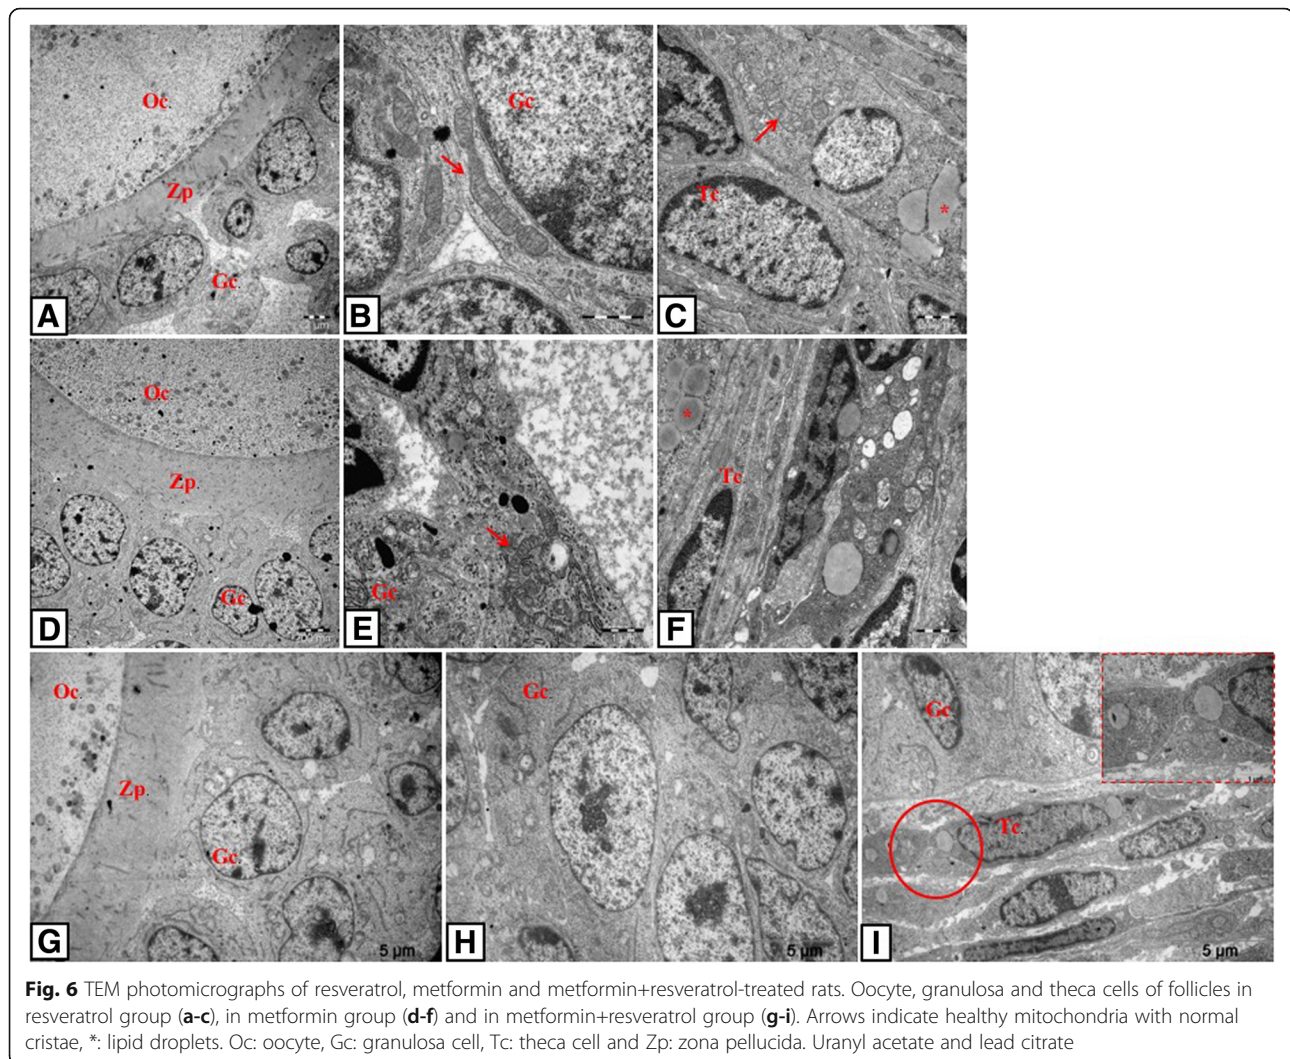 Oc.
Zp
Gc.
A
2 µm
Gc.
B
Tc
*
C
Oc.
Zp.
Gc.
D
Gc
E
*
Tc
F
Oc.
Zp.
Gc.
G
5 µm
Gc.
H
5 µm
Gc.
Tc.
I
5 µm
Fig. 6 TEM photomicrographs of resveratrol, metformin and metformin+resveratrol-treated rats. Oocyte, granulosa and theca cells of follicles in
resveratrol group (a-c), in metformin group (d-f) and in metformin+resveratrol group (g-i). Arrows indicate healthy mitochondria with normal
cristae, *: lipid droplets. Oc: oocyte, Gc: granulosa cell, Tc: theca cell and Zp: zona pellucida. Uranyl acetate and lead citrate